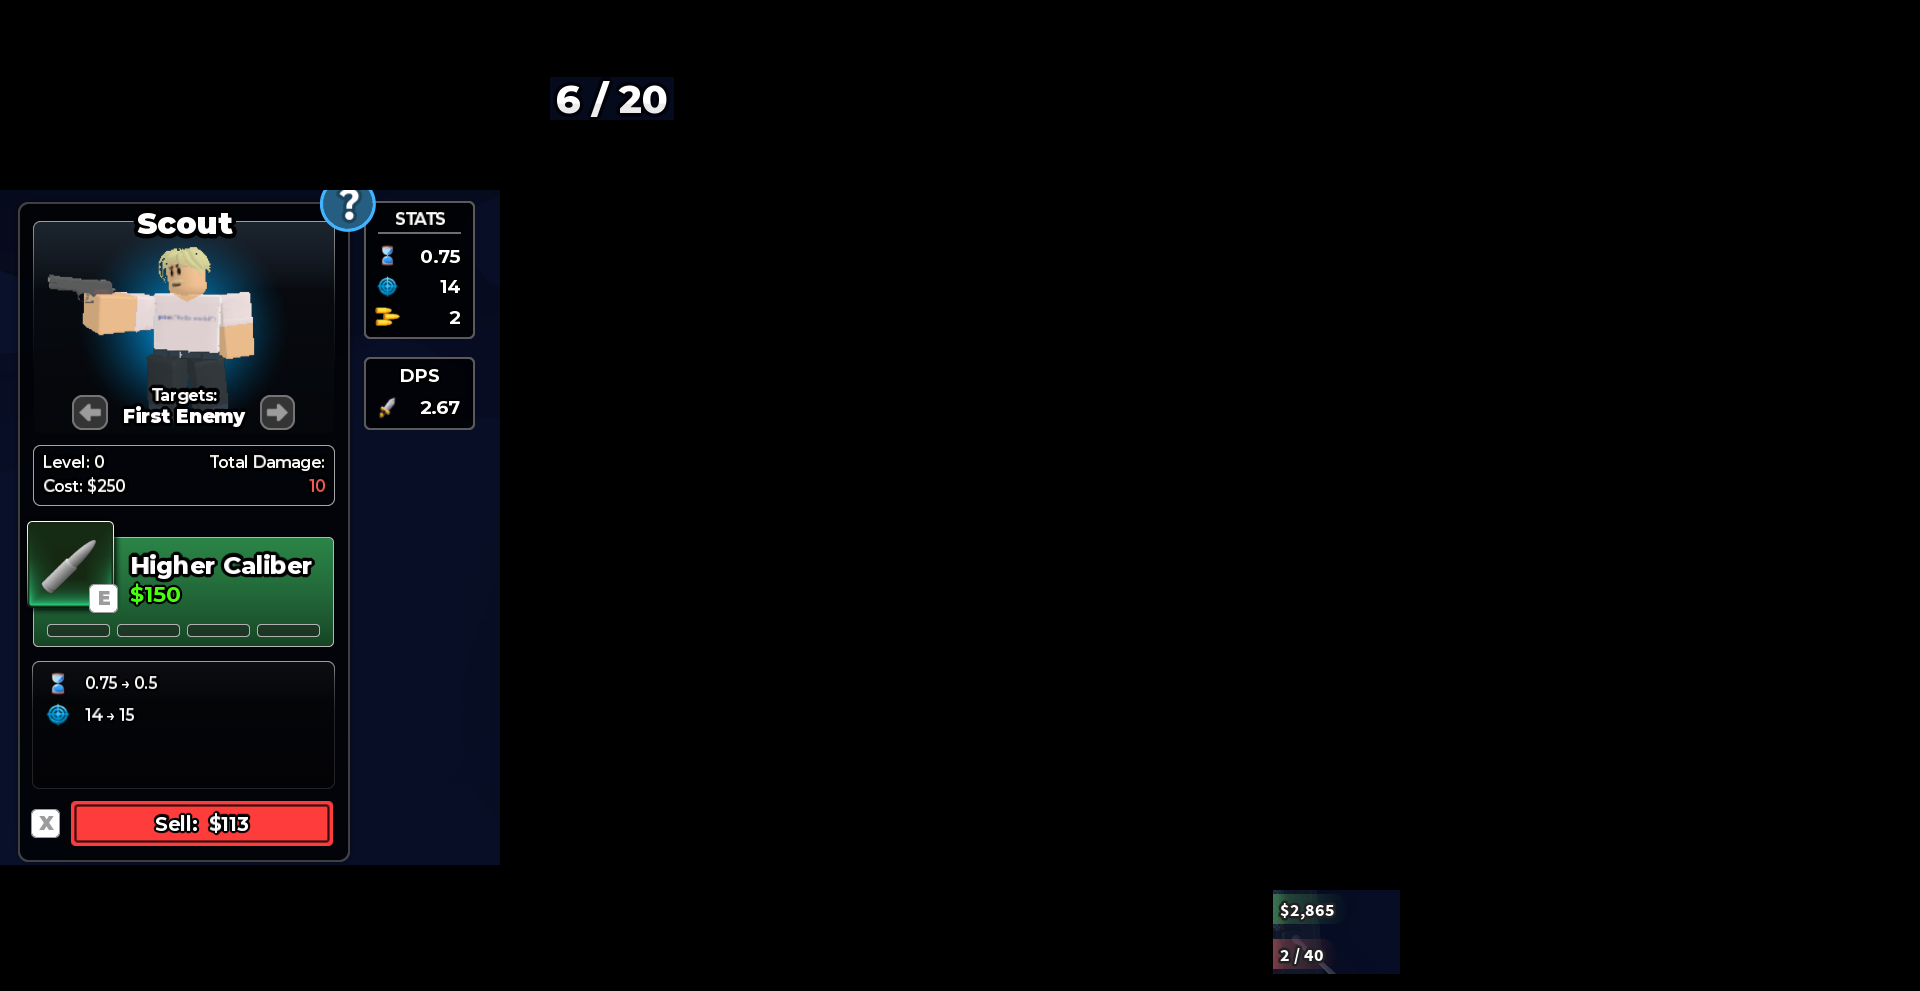 6 / 20
?
Scout
STATS
0.75
14
2
DPS
2.67
Targets:
First Enemy
Level: 0
Total Damage:
Cost: $250
10
Higher Caliber
$150
E
0.75 → 0.5
14 → 15
X
Sell: $113
$2,865
2 / 40